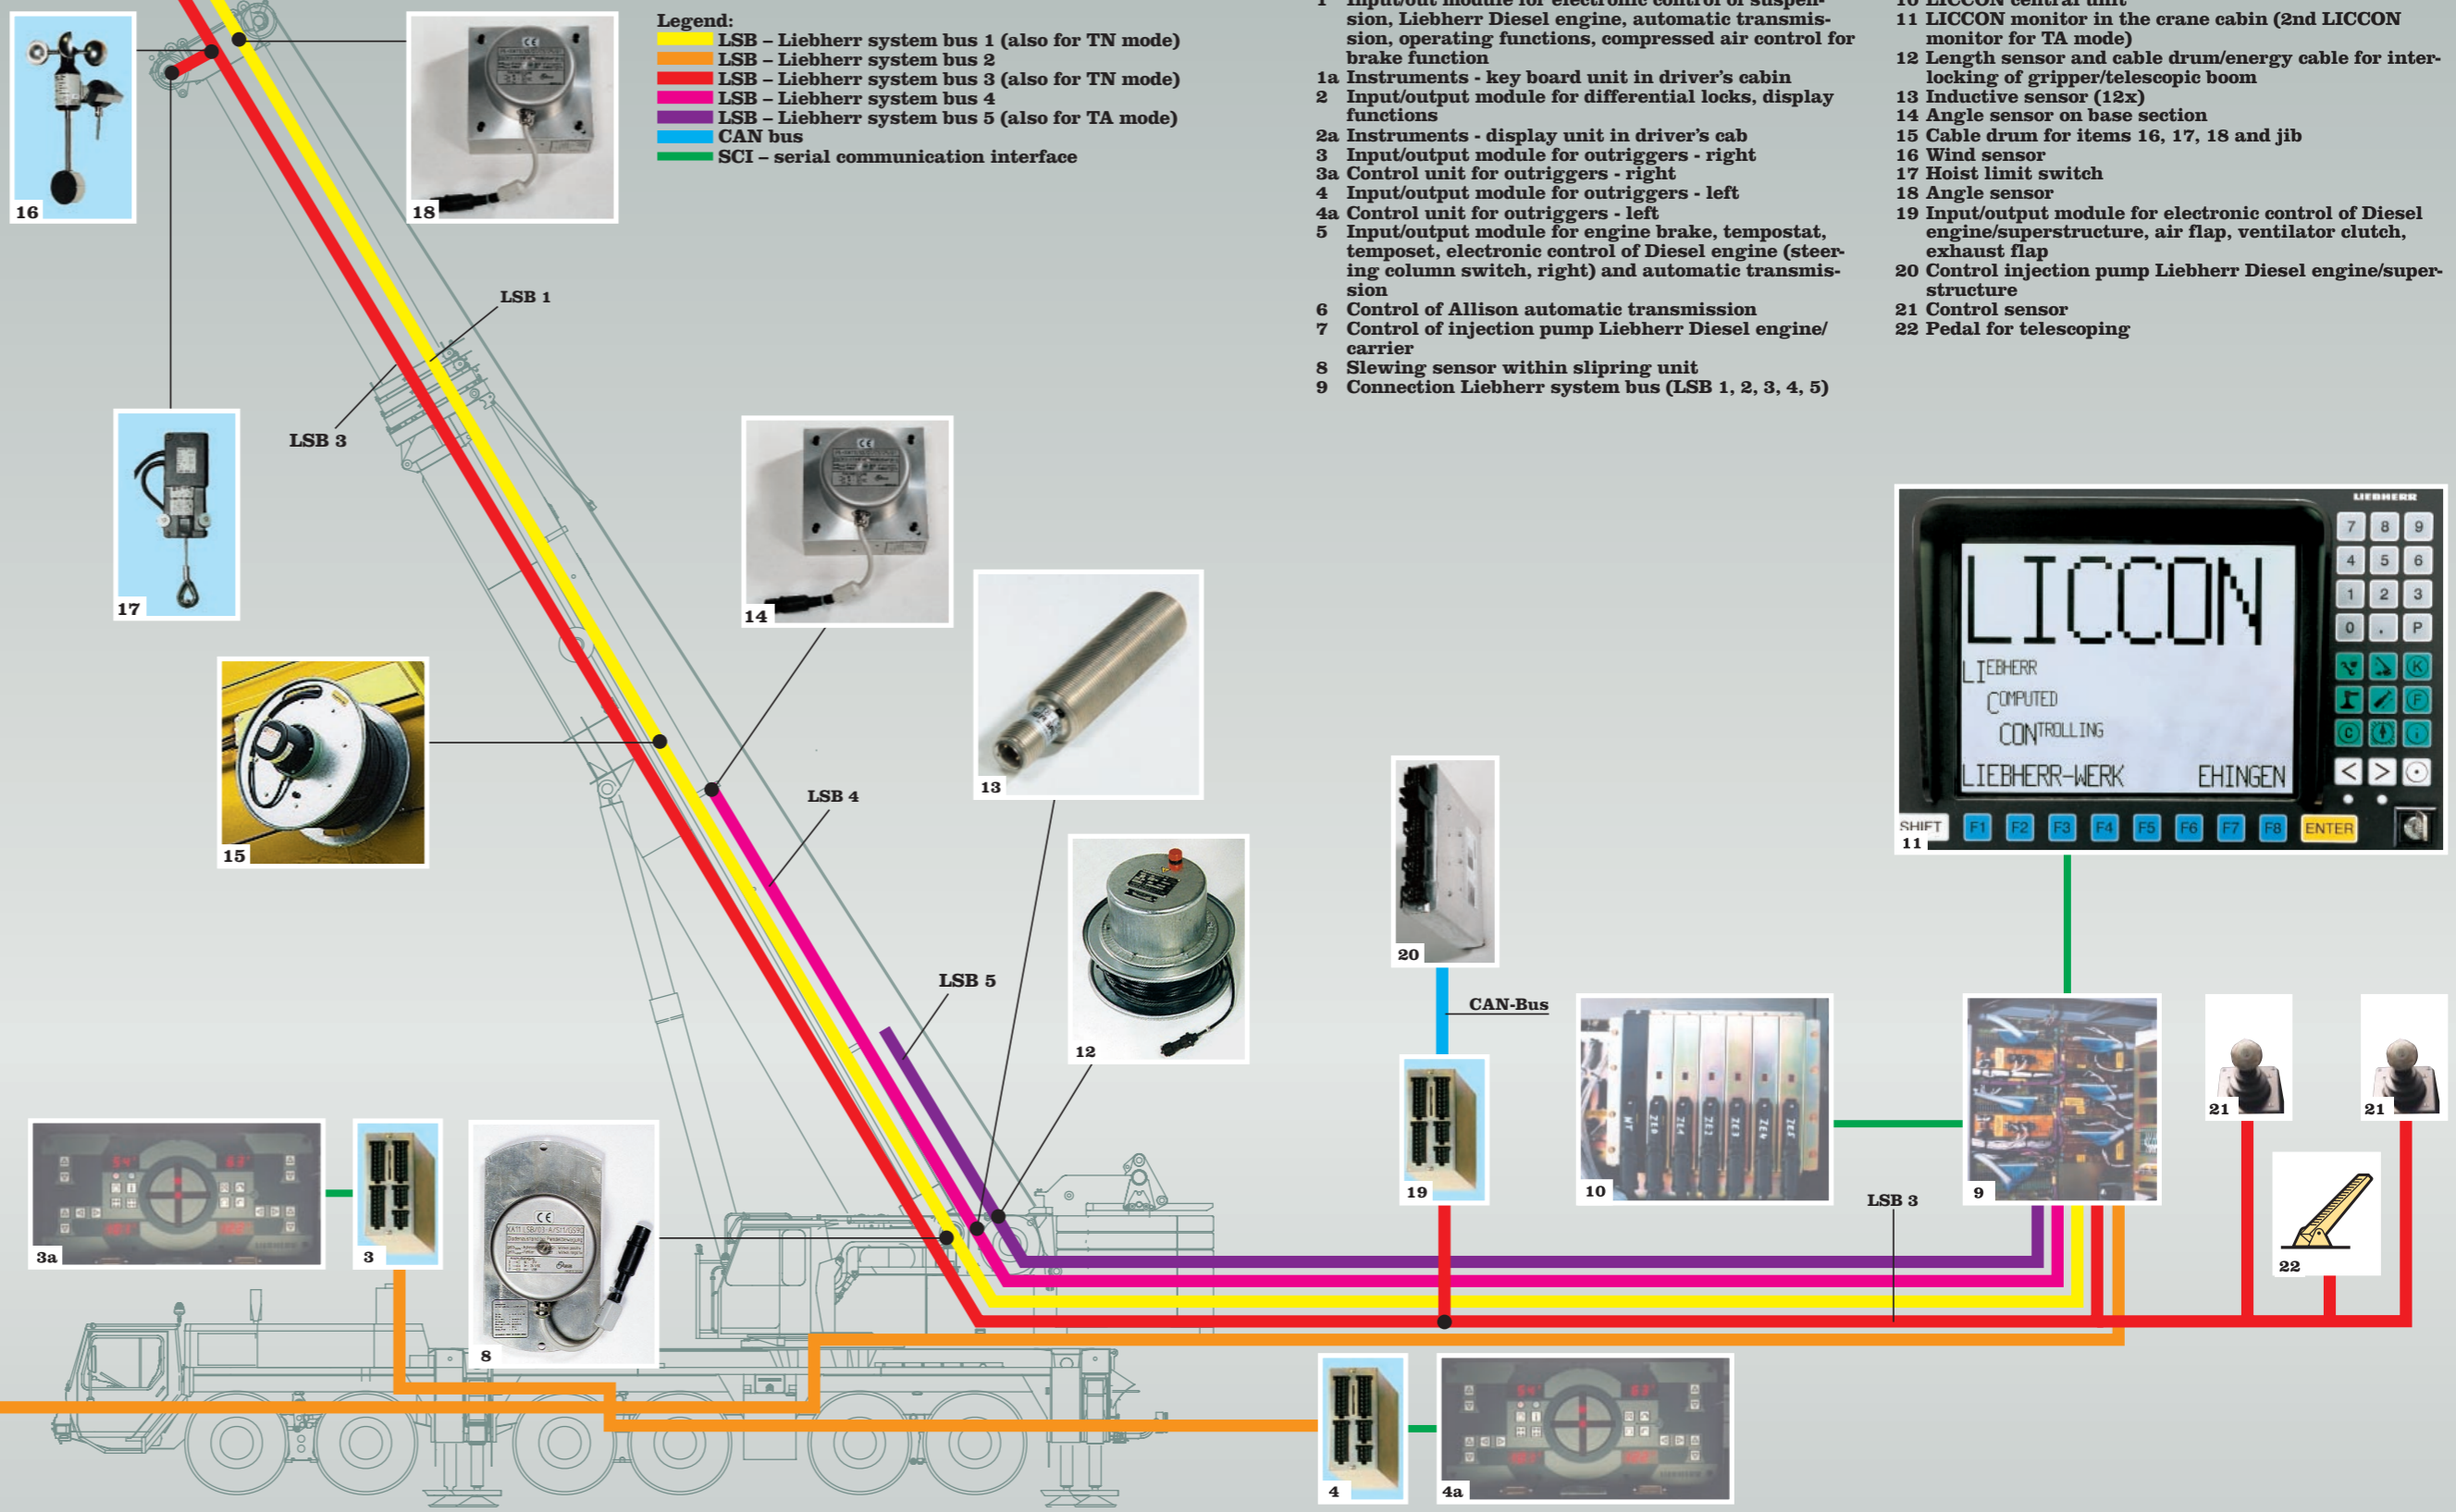 Legend:
LSB – Liebherr system bus 1 (also for TN mode)
LSB – Liebherr system bus 2
LSB – Liebherr system bus 3 (also for TN mode)
LSB – Liebherr system bus 4
LSB – Liebherr system bus 5 (also for TA mode)
CAN bus
SCI – serial communication interface
1 Input/out module for electronic control of suspen-
sion, Liebherr Diesel engine, automatic transmis-
sion, operating functions, compressed air control for
brake function
1a Instruments - key board unit in driver's cabin
2 Input/output module for differential locks, display
functions
2a Instruments - display unit in driver's cab
3 Input/output module for outriggers - right
3a Control unit for outriggers - right
4 Input/output module for outriggers - left
4a Control unit for outriggers - left
5 Input/output module for engine brake, tempostat,
temposet, electronic control of Diesel engine (steer-
ing column switch, right) and automatic transmis-
sion
6 Control of Allison automatic transmission
7 Control of injection pump Liebherr Diesel engine/
carrier
8 Slewing sensor within slipring unit
9 Connection Liebherr system bus (LSB 1, 2, 3, 4, 5)
10 LICCON central unit
11 LICCON monitor in the crane cabin (2nd LICCON
monitor for TA mode)
12 Length sensor and cable drum/energy cable for inter-
locking of gripper/telescopic boom
13 Inductive sensor (12x)
14 Angle sensor on base section
15 Cable drum for items 16, 17, 18 and jib
16 Wind sensor
17 Hoist limit switch
18 Angle sensor
19 Input/output module for electronic control of Diesel
engine/superstructure, air flap, ventilator clutch,
exhaust flap
20 Control injection pump Liebherr Diesel engine/super-
structure
21 Control sensor
22 Pedal for telescoping
16
18
LSB 1
LSB 3
17
14
15
13
LSB 4
12
LSB 5
LIEBHERR
7 8 9
4 5 6
1 2 3
0 . P
K
F
C i
< >
LICCON
LIEBHERR
COMPUTED
CONTROLLING
LIEBHERR-WERK EHINGEN
SHIFT F1 F2 F3 F4 F5 F6 F7 F8 ENTER
11
20
CAN-Bus
19
10
9
21
21
22
LSB 3
3a
3
8
4
4a